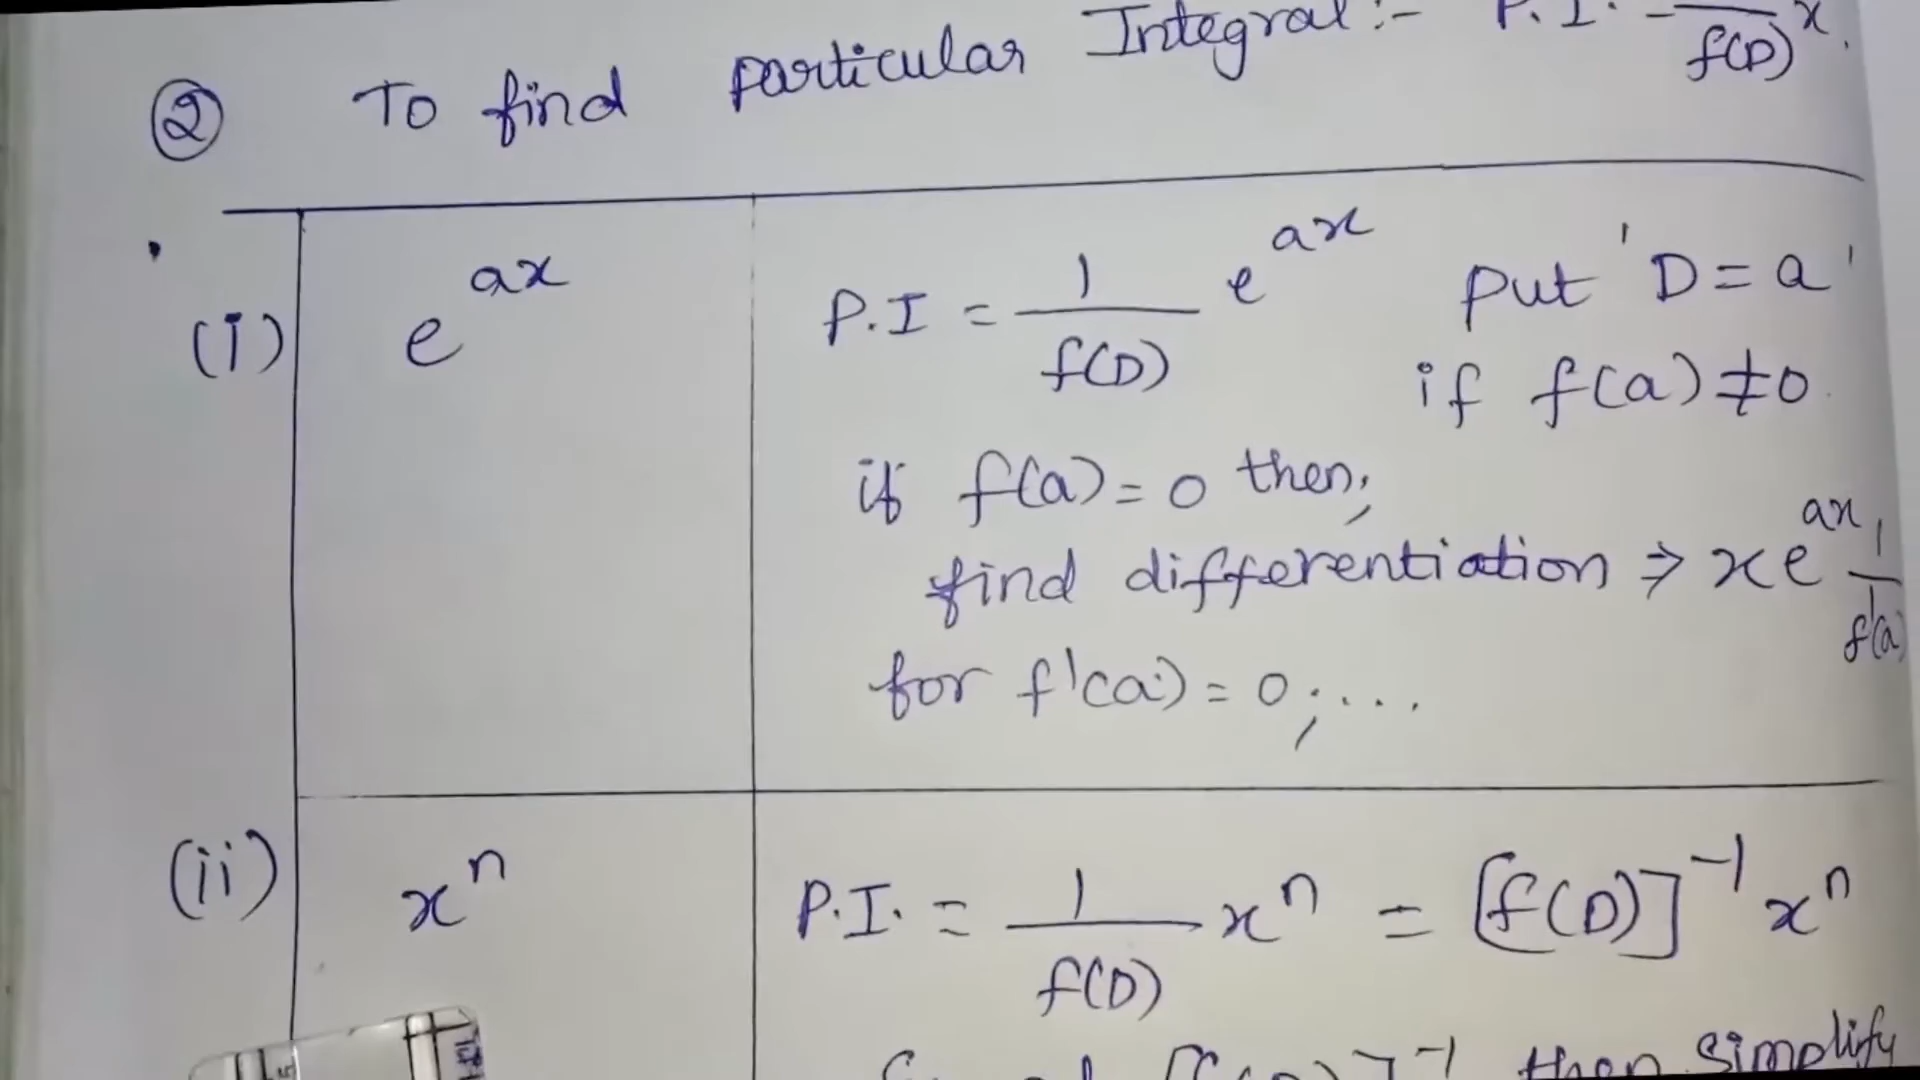 ② To find particular Integral :- P.I. = 1/f(D) x.
(i) e^ax P.I = 1/f(D) e^ax Put 'D = a'
if f(a) ≠ 0.
if f(a) = 0 then,
find differentiation ⇒ x e^ax 1/f'(a)
for f'(a) = 0; ...
(ii) x^n P.I. = 1/f(D) x^n = [f(D)]^-1 x^n
then simplify